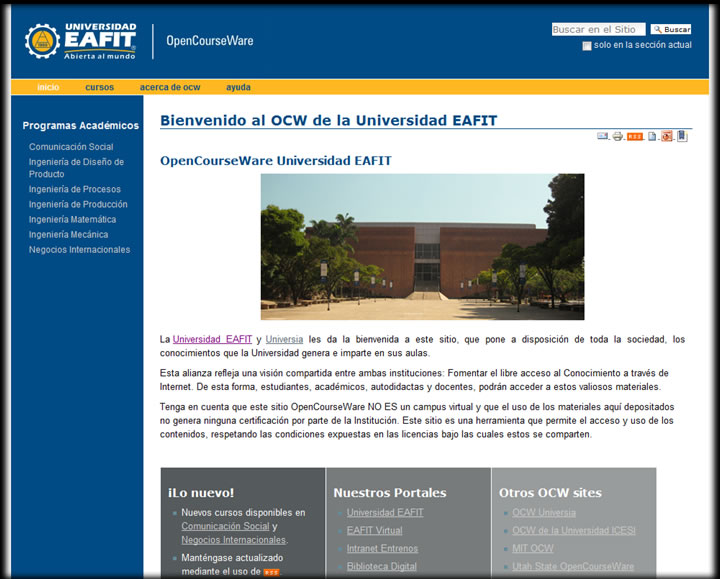 UNIVERSIDAD
EAFIT
Abierta al mundo
OpenCourseWare
Buscar en el Sitio
Buscar
solo en la sección actual
inicio cursos acerca de ocw ayuda
Programas Académicos
Comunicación Social
Ingeniería de Diseño de
Producto
Ingeniería de Procesos
Ingeniería de Producción
Ingeniería Matemática
Ingeniería Mecánica
Negocios Internacionales
Bienvenido al OCW de la Universidad EAFIT
OpenCourseWare Universidad EAFIT
La Universidad EAFIT y Universia les da la bienvenida a este sitio, que pone a disposición de toda la sociedad, los
conocimientos que la Universidad genera e imparte en sus aulas.
Esta alianza refleja una visión compartida entre ambas instituciones: Fomentar el libre acceso al Conocimiento a través de
Internet. De esta forma, estudiantes, académicos, autodidactas y docentes, podrán acceder a estos valiosos materiales.
Tenga en cuenta que este sitio OpenCourseWare NO ES un campus virtual y que el uso de los materiales aquí depositados
no genera ninguna certificación por parte de la Institución. Este sitio es una herramienta que permite el acceso y uso de los
contenidos, respetando las condiciones expuestas en las licencias bajo las cuales estos se comparten.
¡Lo nuevo!
Nuevos cursos disponibles en
Comunicación Social y
Negocios Internacionales.
Manténgase actualizado
mediante el uso de RSS.
Nuestros Portales
Universidad EAFIT
EAFIT Virtual
Intranet Entrenos
Biblioteca Digital
Otros OCW sites
OCW Universia
OCW de la Universidad ICESI
MIT OCW
Utah State OpenCourseWare